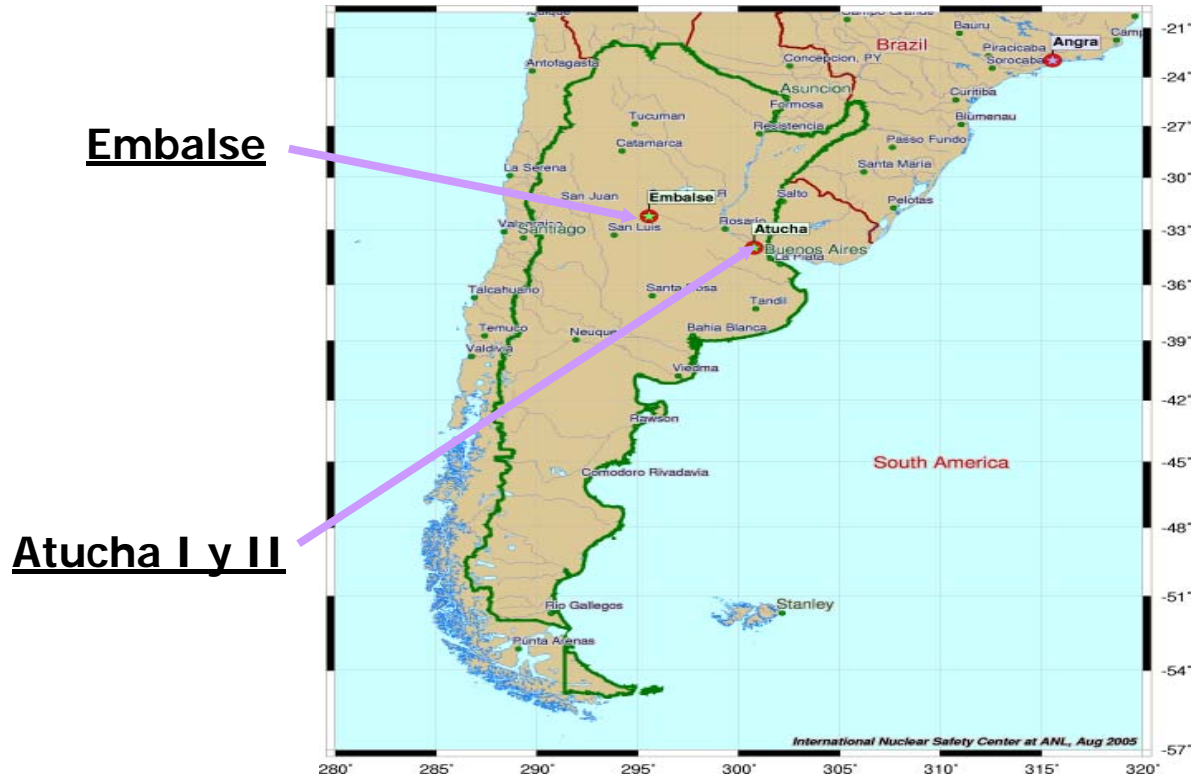 Embalse
Atucha I y II
Iquique
Campo Grande
Bauru
-21°
Brazil
Angra
Camp
Piracicaba
Antofagasta
Concepcion, PY
Sorocaba
-24°
Asuncion
Formosa
Curitiba
Tucuman
Resistencia
Blumenau
-27°
Catamarca
Passo Fundo
La Serena
Santa Maria
-30°
San Juan
Embalse
Salto
Pelotas
Rosario
Valparaiso
Santiago
San Luis
Atucha
-33°
Buenos Aires
La Plata
Talcahuano
Santa Rosa
-36°
Tandil
Temuco
Neuquen
Bahia Blanca
-39°
Valdivia
Viedma
-42°
Rawson
South America
-45°
Comodoro Rivadavia
-48°
-51°
Rio Gallegos
Stanley
Punta Arenas
-54°
International Nuclear Safety Center at ANL, Aug 2005
-57°
280° 285° 290° 295° 300° 305° 310° 315° 320°